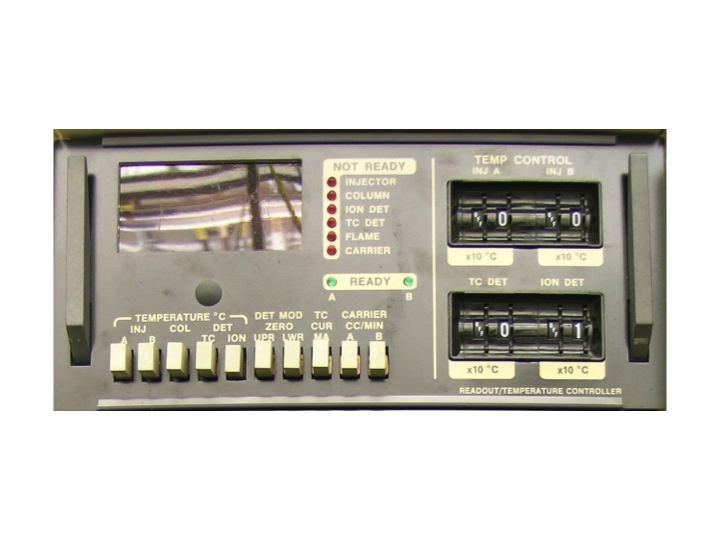 NOT READY
INJECTOR
COLUMN
ION DET
TC DET
FLAME
CARRIER
READY
A B
TEMPERATURE °C
INJ COL DET
A B TC ION
DET MOD
ZERO
UPR LWR
TC
CUR
MA
CARRIER
CC/MIN
A B
TEMP CONTROL
INJ A INJ B
0 0
x10 °C x10 °C
TC DET ION DET
0 1
x10 °C x10 °C
READOUT/TEMPERATURE CONTROLLER